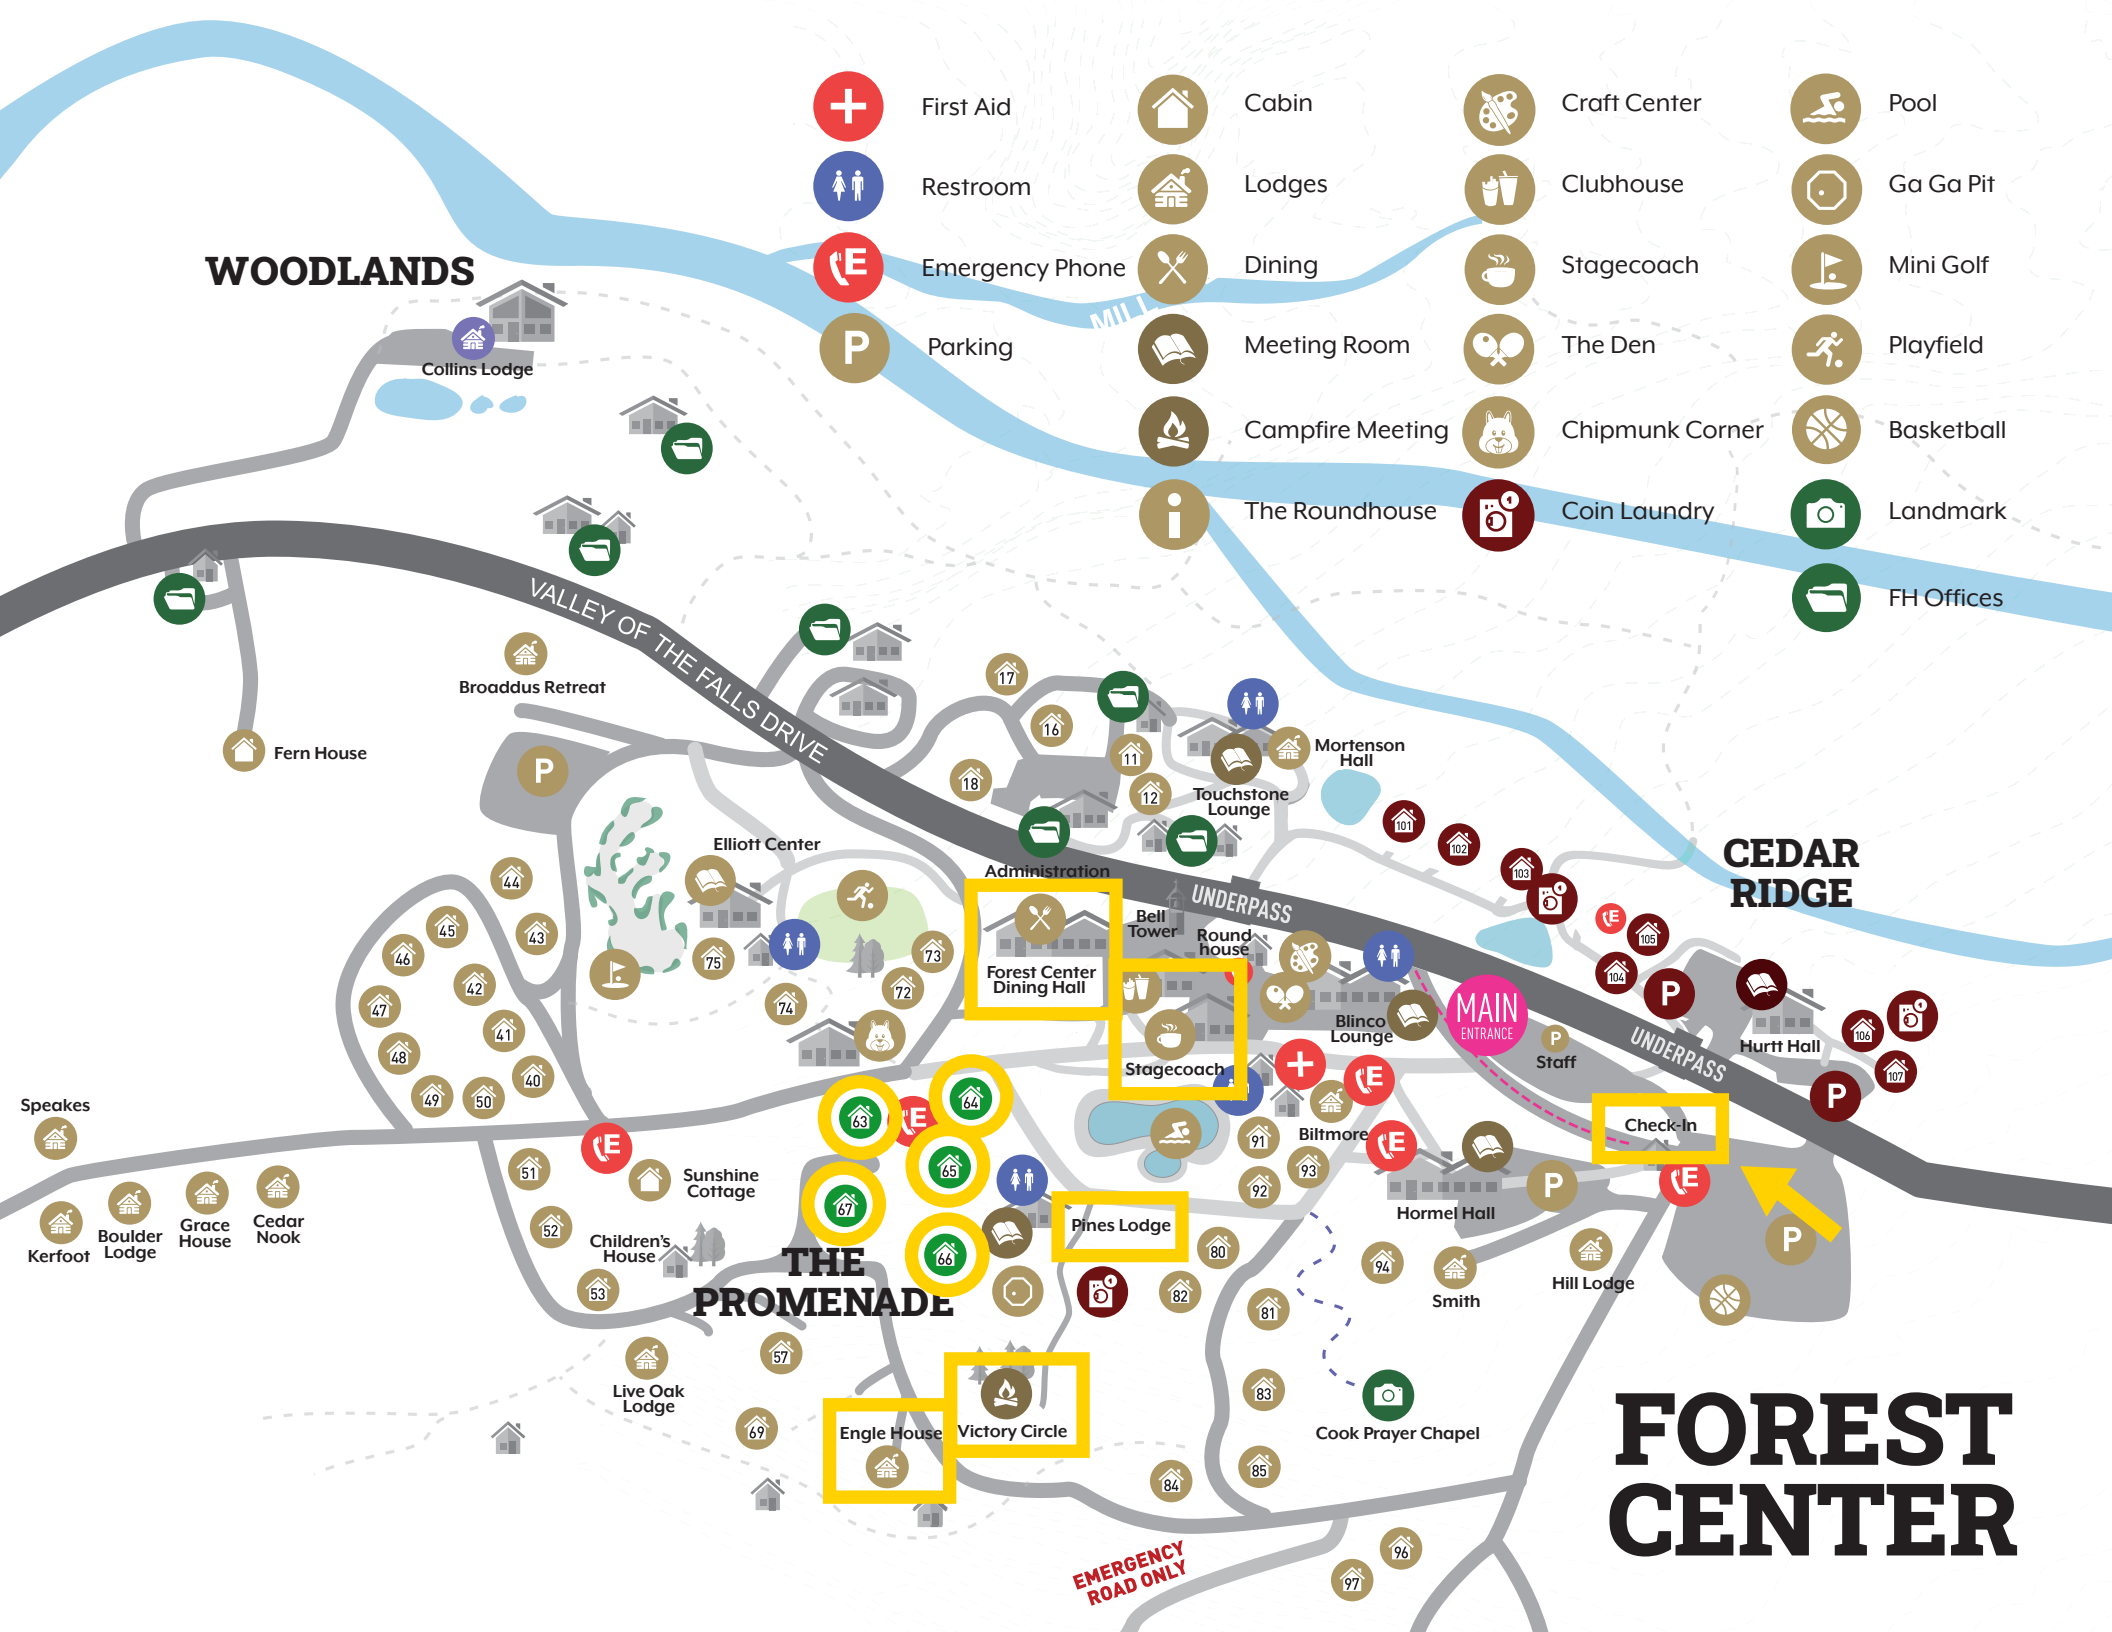 First Aid
Restroom
Emergency Phone
Parking
Cabin
Lodges
Dining
Meeting Room
Campfire Meeting
The Roundhouse
Craft Center
Clubhouse
Stagecoach
The Den
Chipmunk Corner
Coin Laundry
Pool
Ga Ga Pit
Mini Golf
Playfield
Basketball
Landmark
FH Offices
E
P
MILL
WOODLANDS
Collins Lodge
VALLEY OF THE FALLS DRIVE
Broaddus Retreat
Fern House
P
17
16
11
18
12
Mortenson
Hall
Touchstone
Lounge
Administration
101
102
103
CEDAR
RIDGE
E
105
104
P
Hurtt Hall
106
107
P
UNDERPASS
UNDERPASS
Elliott Center
44
45
43
46
42
47
41
48
40
49
50
75
73
74
72
Forest Center
Dining Hall
Bell
Tower
Round
house
Stagecoach
Blinco
Lounge
MAIN
ENTRANCE
P
Staff
Check-In
E
P
Speakes
Kerfoot
Boulder
Lodge
Grace
House
Cedar
Nook
E
51
52
53
Sunshine
Cottage
Children's
House
63
E
64
65
67
66
THE
PROMENADE
Pines Lodge
E
Biltmore
E
91
92
93
Hormel Hall
P
80
82
81
94
Smith
Hill Lodge
57
Live Oak
Lodge
69
Engle House
Victory Circle
83
Cook Prayer Chapel
84
85
96
97
EMERGENCY
ROAD ONLY
FOREST
CENTER